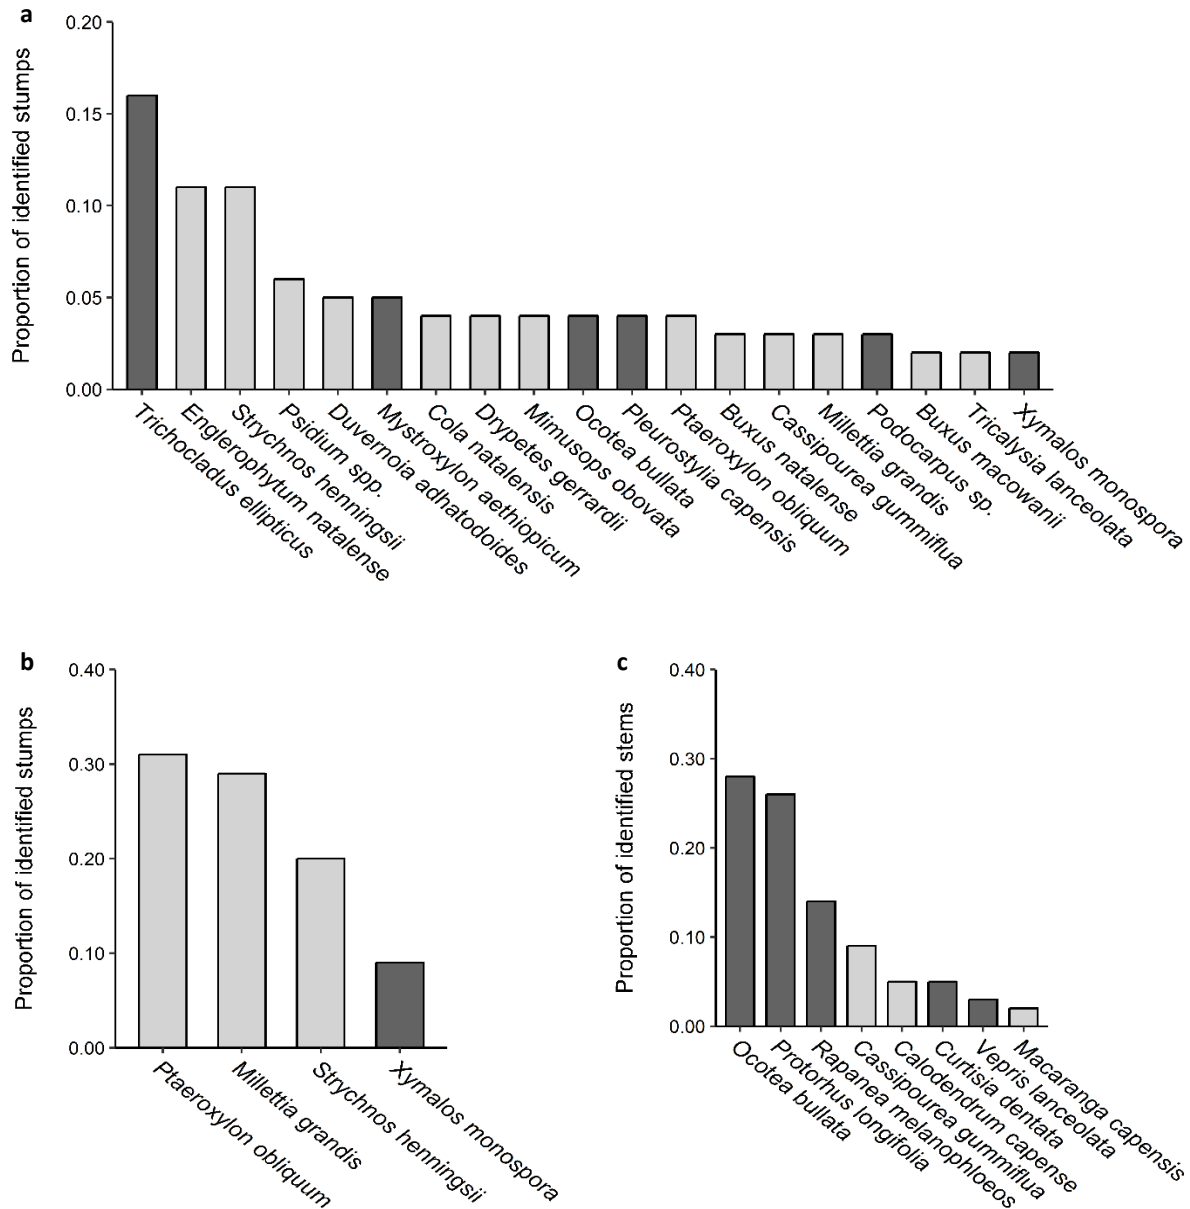 a
Proportion of identified stumps
0.20
0.15
0.10
0.05
0.00
Trichocladus ellipticus
Englerophytum natalense
Strychnos henningsii
Psidium spp.
Duvernoia adhatodoides
Mystroxylon aethiopicum
Cola natalensis
Drypetes gerrardii
Mimusops obovata
Ocotea bullata
Pleurostylia capensis
Ptaeroxylon obliquum
Buxus natalense
Cassipourea gummiflua
Millettia grandis
Podocarpus sp.
Buxus macowanii
Tricalysia lanceolata
Xymalos monospora
b
Proportion of identified stumps
0.40
0.30
0.20
0.10
0.00
Ptaeroxylon obliquum
Millettia grandis
Strychnos henningsii
Xymalos monospora
c
Proportion of identified stems
0.40
0.30
0.20
0.10
0.00
Ocotea bullata
Protorhus longifolia
Rapanea melanophloeos
Cassipourea gummiflua
Calodendrum capense
Curtisia dentata
Vepris lanceolata
Macaranga capensis